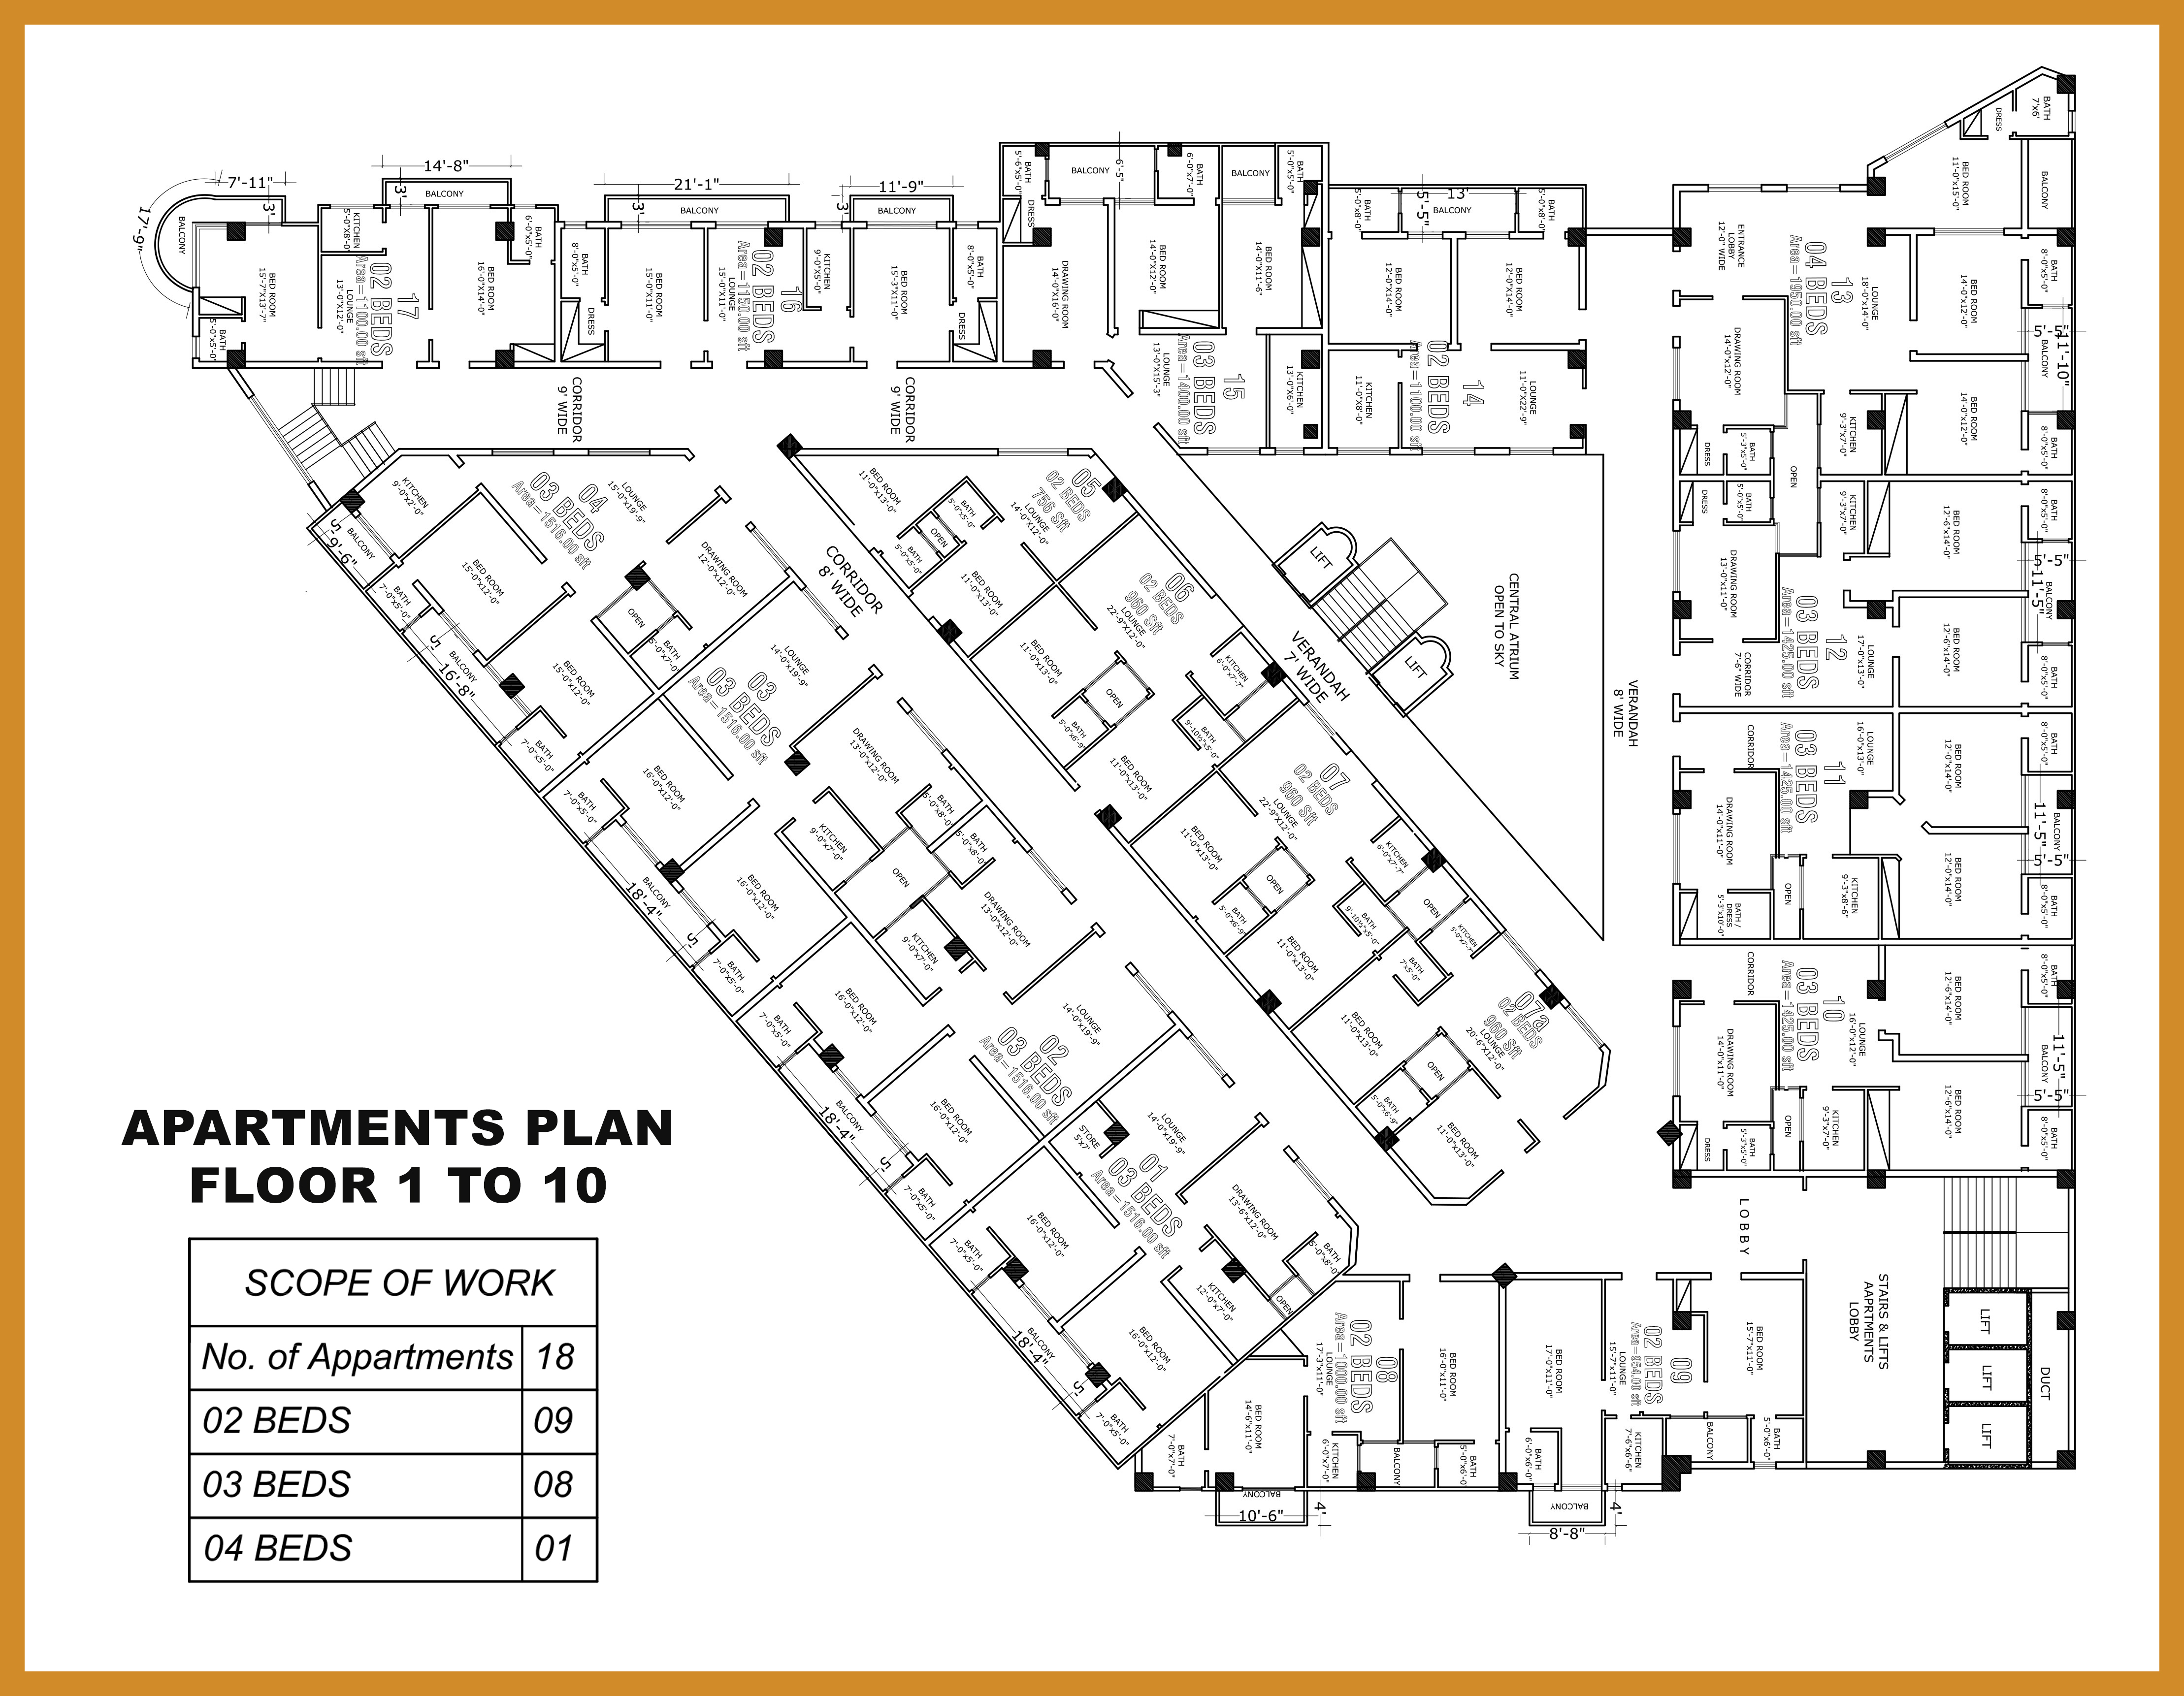 APARTMENTS PLAN
FLOOR 1 TO 10
SCOPE OF WORK
No. of Appartments 18
02 BEDS 09
03 BEDS 08
04 BEDS 01
17'-9"
7'-11"
3'
BALCONY
BED ROOM
15'-7"X13'-7"
BATH
5'-0"x5'-0"
14'-8"
3'
BALCONY
KITCHEN
5'-0"X8'-0"
LOUNGE
13'-0"X12'-0"
17
02 BEDS
Area=1100.00 sft
BED ROOM
16'-0"X14'-0"
BATH
6'-0"x5'-0"
21'-1"
3'
BALCONY
BATH
8'-0"x5'-0"
DRESS
BED ROOM
15'-0"X11'-0"
LOUNGE
15'-0"X11'-0"
16
02 BEDS
Area=1150.00 sft
11'-9"
3'
BALCONY
KITCHEN
9'-0"X5'-0"
BED ROOM
15'-3"X11'-0"
BATH
8'-0"x5'-0"
DRESS
BATH
5'-6"x5'-0"
DRESS
DRAWING ROOM
14'-0"X16'-0"
BALCONY
6'-5"
BATH
6'-0"x7'-0"
BALCONY
BATH
5'-0"x5'-0"
BED ROOM
14'-0"X12'-0"
BED ROOM
14'-0"X11'-6"
LOUNGE
13'-0"X15'-3"
15
03 BEDS
Area=1400.00 sft
KITCHEN
13'-0"X6'-0"
BATH
5'-0"x8'-0"
13'
5'-5"
BALCONY
BATH
5'-0"x8'-0"
BED ROOM
12'-0"X14'-0"
BED ROOM
12'-0"X14'-0"
KITCHEN
11'-0"X8'-0"
14
02 BEDS
Area=1100.00 sft
LOUNGE
11'-0"X22'-9"
CORRIDOR
9' WIDE
CORRIDOR
9' WIDE
BATH
7'x6'
DRESS
BED ROOM
11'-0"X15'-0"
BALCONY
ENTRANCE
LOBBY
12'-0" WIDE
13
04 BEDS
Area=1950.00 sft
LOUNGE
18'-0"X14'-0"
BED ROOM
14'-0"X12'-0"
BATH
8'-0"x5'-0"
5'-5"
11'-10"
BALCONY
DRAWING ROOM
14'-0"X12'-0"
BED ROOM
14'-0"X12'-0"
KITCHEN
9'-3"x7'-0"
BATH
8'-0"x5'-0"
DRESS
BATH
5'-3"x5'-0"
OPEN
DRESS
BATH
5'-0"x5'-0"
KITCHEN
9'-3"x7'-0"
BED ROOM
12'-6"X14'-0"
BATH
8'-0"x5'-0"
5'-5"
11'-5"
BALCONY
DRAWING ROOM
13'-0"X11'-0"
12
03 BEDS
Area=1425.00 sft
CORRIDOR
7'-6" WIDE
LOUNGE
17'-0"X13'-0"
BED ROOM
12'-6"X14'-0"
BATH
8'-0"x5'-0"
CORRIDOR
11
03 BEDS
Area=1425.00 sft
LOUNGE
16'-0"X13'-0"
BED ROOM
12'-0"X14'-0"
BATH
8'-0"x5'-0"
BALCONY
11'-5"
5'-5"
DRAWING ROOM
14'-0"X11'-0"
BED ROOM
12'-0"X14'-0"
KITCHEN
9'-3"x8'-6"
OPEN
BATH /
DRESS
5'-3"x10'-0"
BATH
8'-0"x5'-0"
CORRIDOR
10
03 BEDS
Area=1425.00 sft
LOUNGE
16'-0"X12'-0"
BED ROOM
12'-6"X14'-0"
BATH
8'-0"x5'-0"
11'-5"
BALCONY
5'-5"
DRAWING ROOM
14'-0"X11'-0"
BED ROOM
12'-6"X14'-0"
KITCHEN
9'-3"x7'-0"
OPEN
BATH
5'-3"x5'-0"
DRESS
BATH
8'-0"x5'-0"
LOBBY
STAIRS & LIFTS
AAPRTMENTS
LOBBY
LIFT
LIFT
LIFT
DUCT
CENTRAL ATRIUM
OPEN TO SKY
VERANDAH
8' WIDE
VERANDAH
7' WIDE
LIFT
LIFT
CORRIDOR
8' WIDE
KITCHEN
9'-0"x2'-0"
04
03 BEDS
Area=1516.00 sft
LOUNGE
15'-0"x19'-9"
5'
9'-6"
BALCONY
BATH
7'-0"x5'-0"
BED ROOM
15'-0"X12'-0"
DRAWING ROOM
12'-0"x12'-0"
OPEN
BATH
5'-0"x7'-0"
BED ROOM
15'-0"x12'-0"
5'
16'-8"
BALCONY
BATH
7'-0"x5'-0"
LOUNGE
14'-0"x19'-9"
03
03 BEDS
Area=1516.00 sft
DRAWING ROOM
13'-0"x12'-0"
BED ROOM
16'-0"x12'-0"
BATH
7'-0"x5'-0"
KITCHEN
9'-0"x7'-0"
BATH
5'-0"x8'-0"
OPEN
BED ROOM
16'-0"x12'-0"
BALCONY
18'-4"
5'
BATH
7'-0"x5'-0"
BATH
5'-0"x8'-0"
DRAWING ROOM
13'-0"x12'-0"
KITCHEN
9'-0"x7'-0"
BED ROOM
16'-0"x12'-0"
BATH
7'-0"x5'-0"
LOUNGE
14'-0"x19'-9"
02
03 BEDS
Area=1516.00 sft
BED ROOM
16'-0"x12'-0"
BALCONY
18'-4"
5'
BATH
7'-0"x5'-0"
STORE
5'x7'
LOUNGE
14'-0"x19'-9"
01
03 BEDS
Area=1516.00 sft
BED ROOM
16'-0"x12'-0"
BATH
7'-0"x5'-0"
DRAWING ROOM
13'-6"x12'-0"
BATH
5'-0"x8'-0"
OPEN
KITCHEN
12'-0"x7'-0"
BED ROOM
16'-0"x12'-0"
BALCONY
18'-4"
5'
BATH
7'-0"x5'-0"
BED ROOM
11'-0"x13'-0"
05
02 BEDS
756 Sft
LOUNGE
14'-0"X12'-0"
BATH
5'-0"x5'-0"
OPEN
BATH
5'-0"x5'-0"
BED ROOM
11'-0"x13'-0"
06
02 BEDS
960 Sft
LOUNGE
22'-9"X12'-0"
BED ROOM
11'-0"x13'-0"
OPEN
BATH
5'-0"x6'-9"
KITCHEN
6'-0"x7'-7"
BATH
9'-10½"x5'-0"
BED ROOM
11'-0"x13'-0"
07
02 BEDS
960 Sft
LOUNGE
22'-9"X12'-0"
BED ROOM
11'-0"x13'-0"
OPEN
BATH
5'-0"x6'-9"
KITCHEN
6'-0"x7'-7"
BATH
9'-10½"x5'-0"
OPEN
KITCHEN
5'-0"x7'-7"
BED ROOM
11'-0"x13'-0"
BATH
7'x5'-0"
07a
02 BEDS
960 Sft
LOUNGE
20'-6"X12'-0"
BED ROOM
11'-0"x13'-0"
OPEN
BATH
5'-0"x6'-9"
BED ROOM
11'-0"x13'-0"
08
02 BEDS
Area=1000.00 sft
LOUNGE
17'-3"X11'-0"
BED ROOM
16'-0"X11'-0"
BED ROOM
14'-6"X11'-0"
BATH
7'-0"x7'-0"
KITCHEN
6'-0"x7'-0"
BALCONY
BATH
5'-0"x6'-0"
BALCONY
10'-6"
4'
BED ROOM
17'-0"X11'-0"
LOUNGE
15'-7"X11'-0"
09
02 BEDS
Area=954.00 sft
BED ROOM
15'-7"X11'-0"
BATH
6'-0"x6'-0"
KITCHEN
7'-6"x6'-6"
BALCONY
BATH
5'-0"x6'-0"
BALCONY
8'-8"
4'